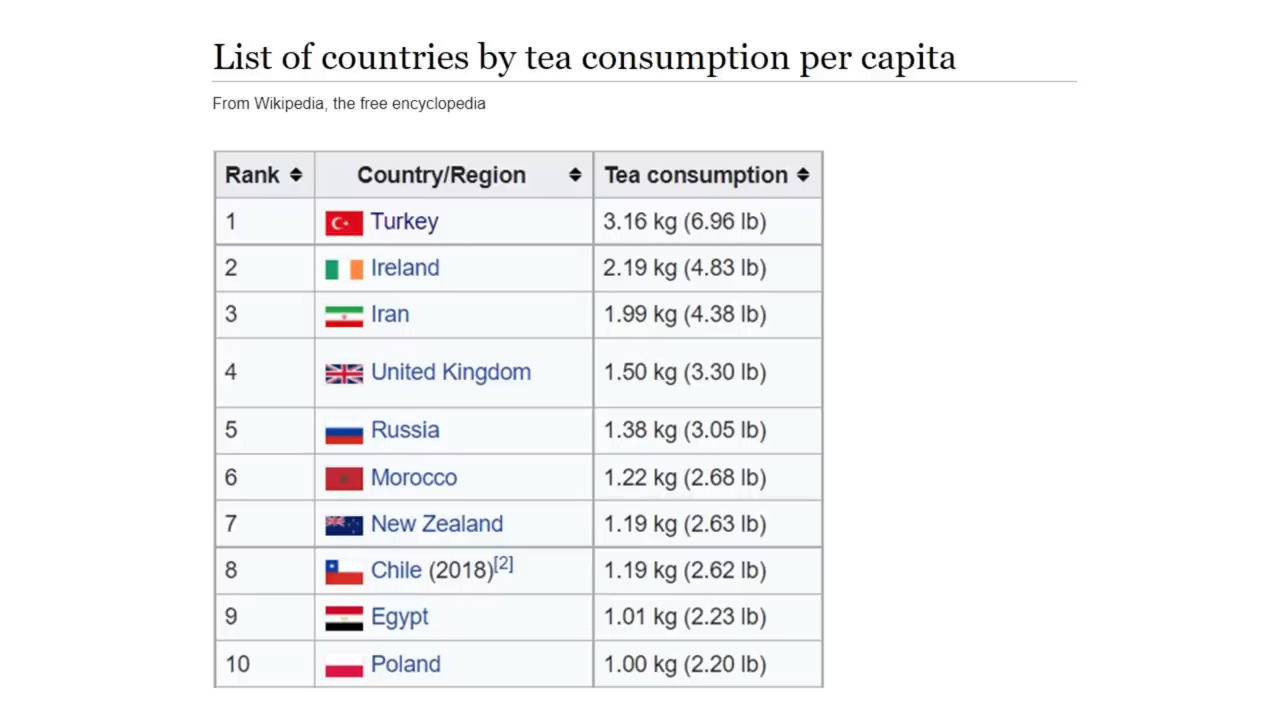 List of countries by tea consumption per capita
From Wikipedia, the free encyclopedia
Rank Country/Region Tea consumption
1 Turkey 3.16 kg (6.96 lb)
2 Ireland 2.19 kg (4.83 lb)
3 Iran 1.99 kg (4.38 lb)
4 United Kingdom 1.50 kg (3.30 lb)
5 Russia 1.38 kg (3.05 lb)
6 Morocco 1.22 kg (2.68 lb)
7 New Zealand 1.19 kg (2.63 lb)
8 Chile (2018)[2] 1.19 kg (2.62 lb)
9 Egypt 1.01 kg (2.23 lb)
10 Poland 1.00 kg (2.20 lb)